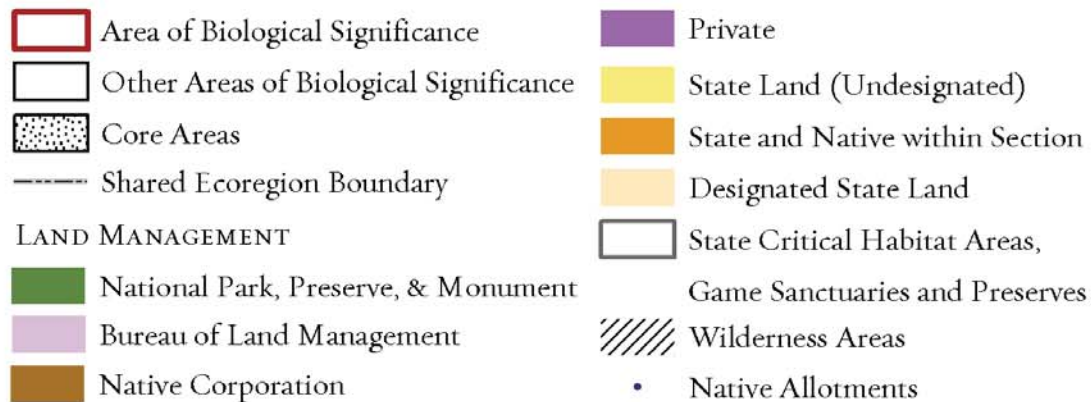 Area of Biological Significance
Other Areas of Biological Significance
Core Areas
Shared Ecoregion Boundary
LAND MANAGEMENT
National Park, Preserve, & Monument
Bureau of Land Management
Native Corporation
Private
State Land (Undesignated)
State and Native within Section
Designated State Land
State Critical Habitat Areas,
Game Sanctuaries and Preserves
Wilderness Areas
Native Allotments